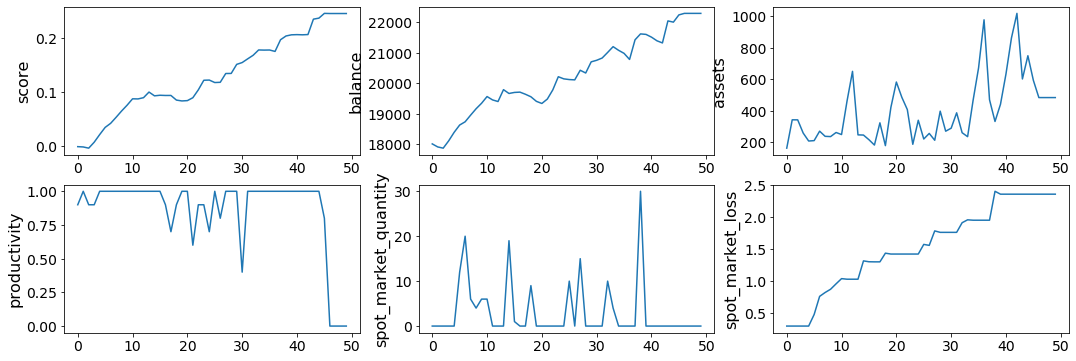 score
0.2
0.1
0.0
0 10 20 30 40 50
balance
22000
21000
20000
19000
18000
0 10 20 30 40 50
assets
1000
800
600
400
200
0 10 20 30 40 50
productivity
1.00
0.75
0.50
0.25
0.00
0 10 20 30 40 50
spot_market_quantity
30
20
10
0
0 10 20 30 40 50
spot_market_loss
2.5
2.0
1.5
1.0
0.5
0 10 20 30 40 50